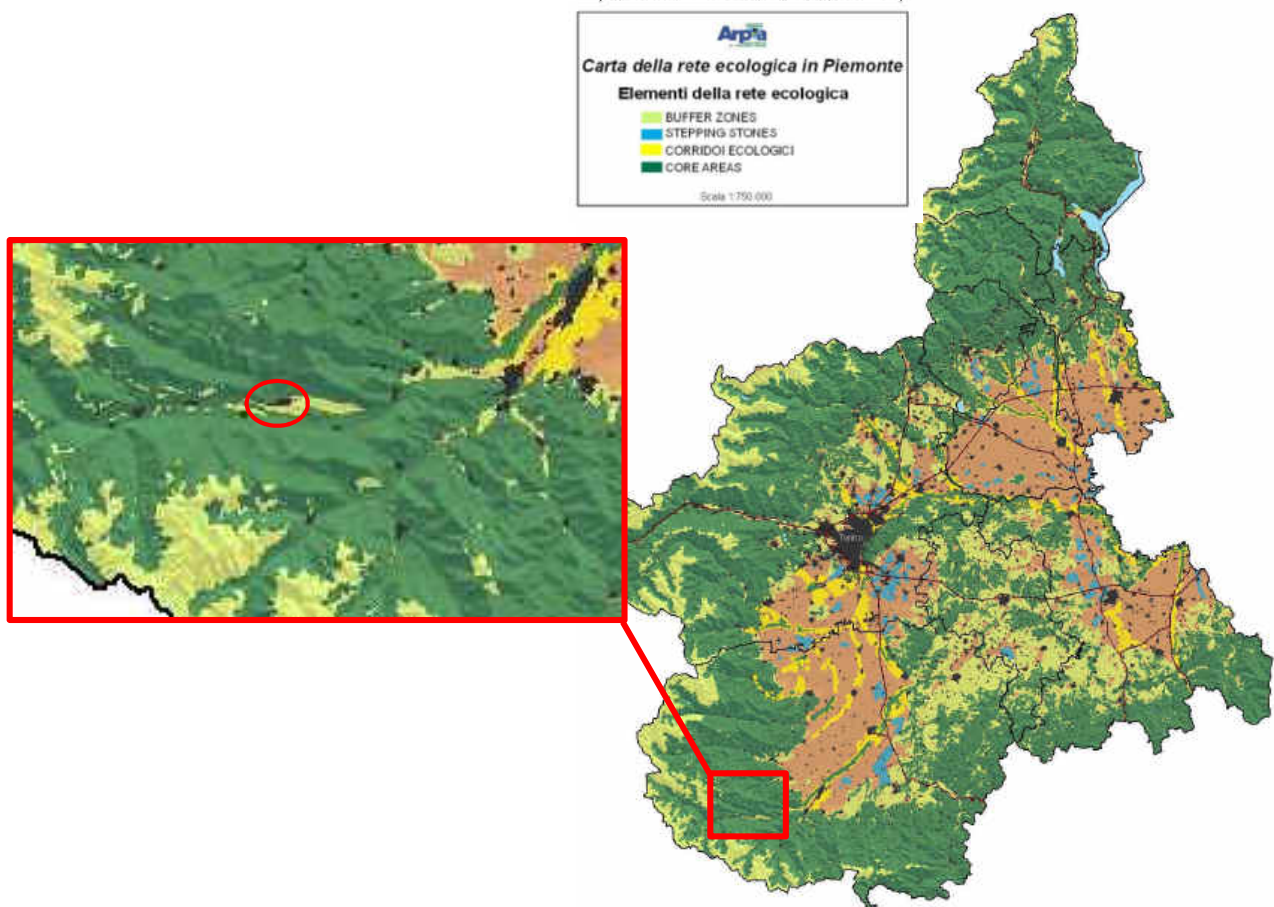 Arpa
Carta della rete ecologica in Piemonte
Elementi della rete ecologica
BUFFER ZONES
STEPPING STONES
CORRIDOI ECOLOGICI
CORE AREAS
Scala 1:750.000
Torino